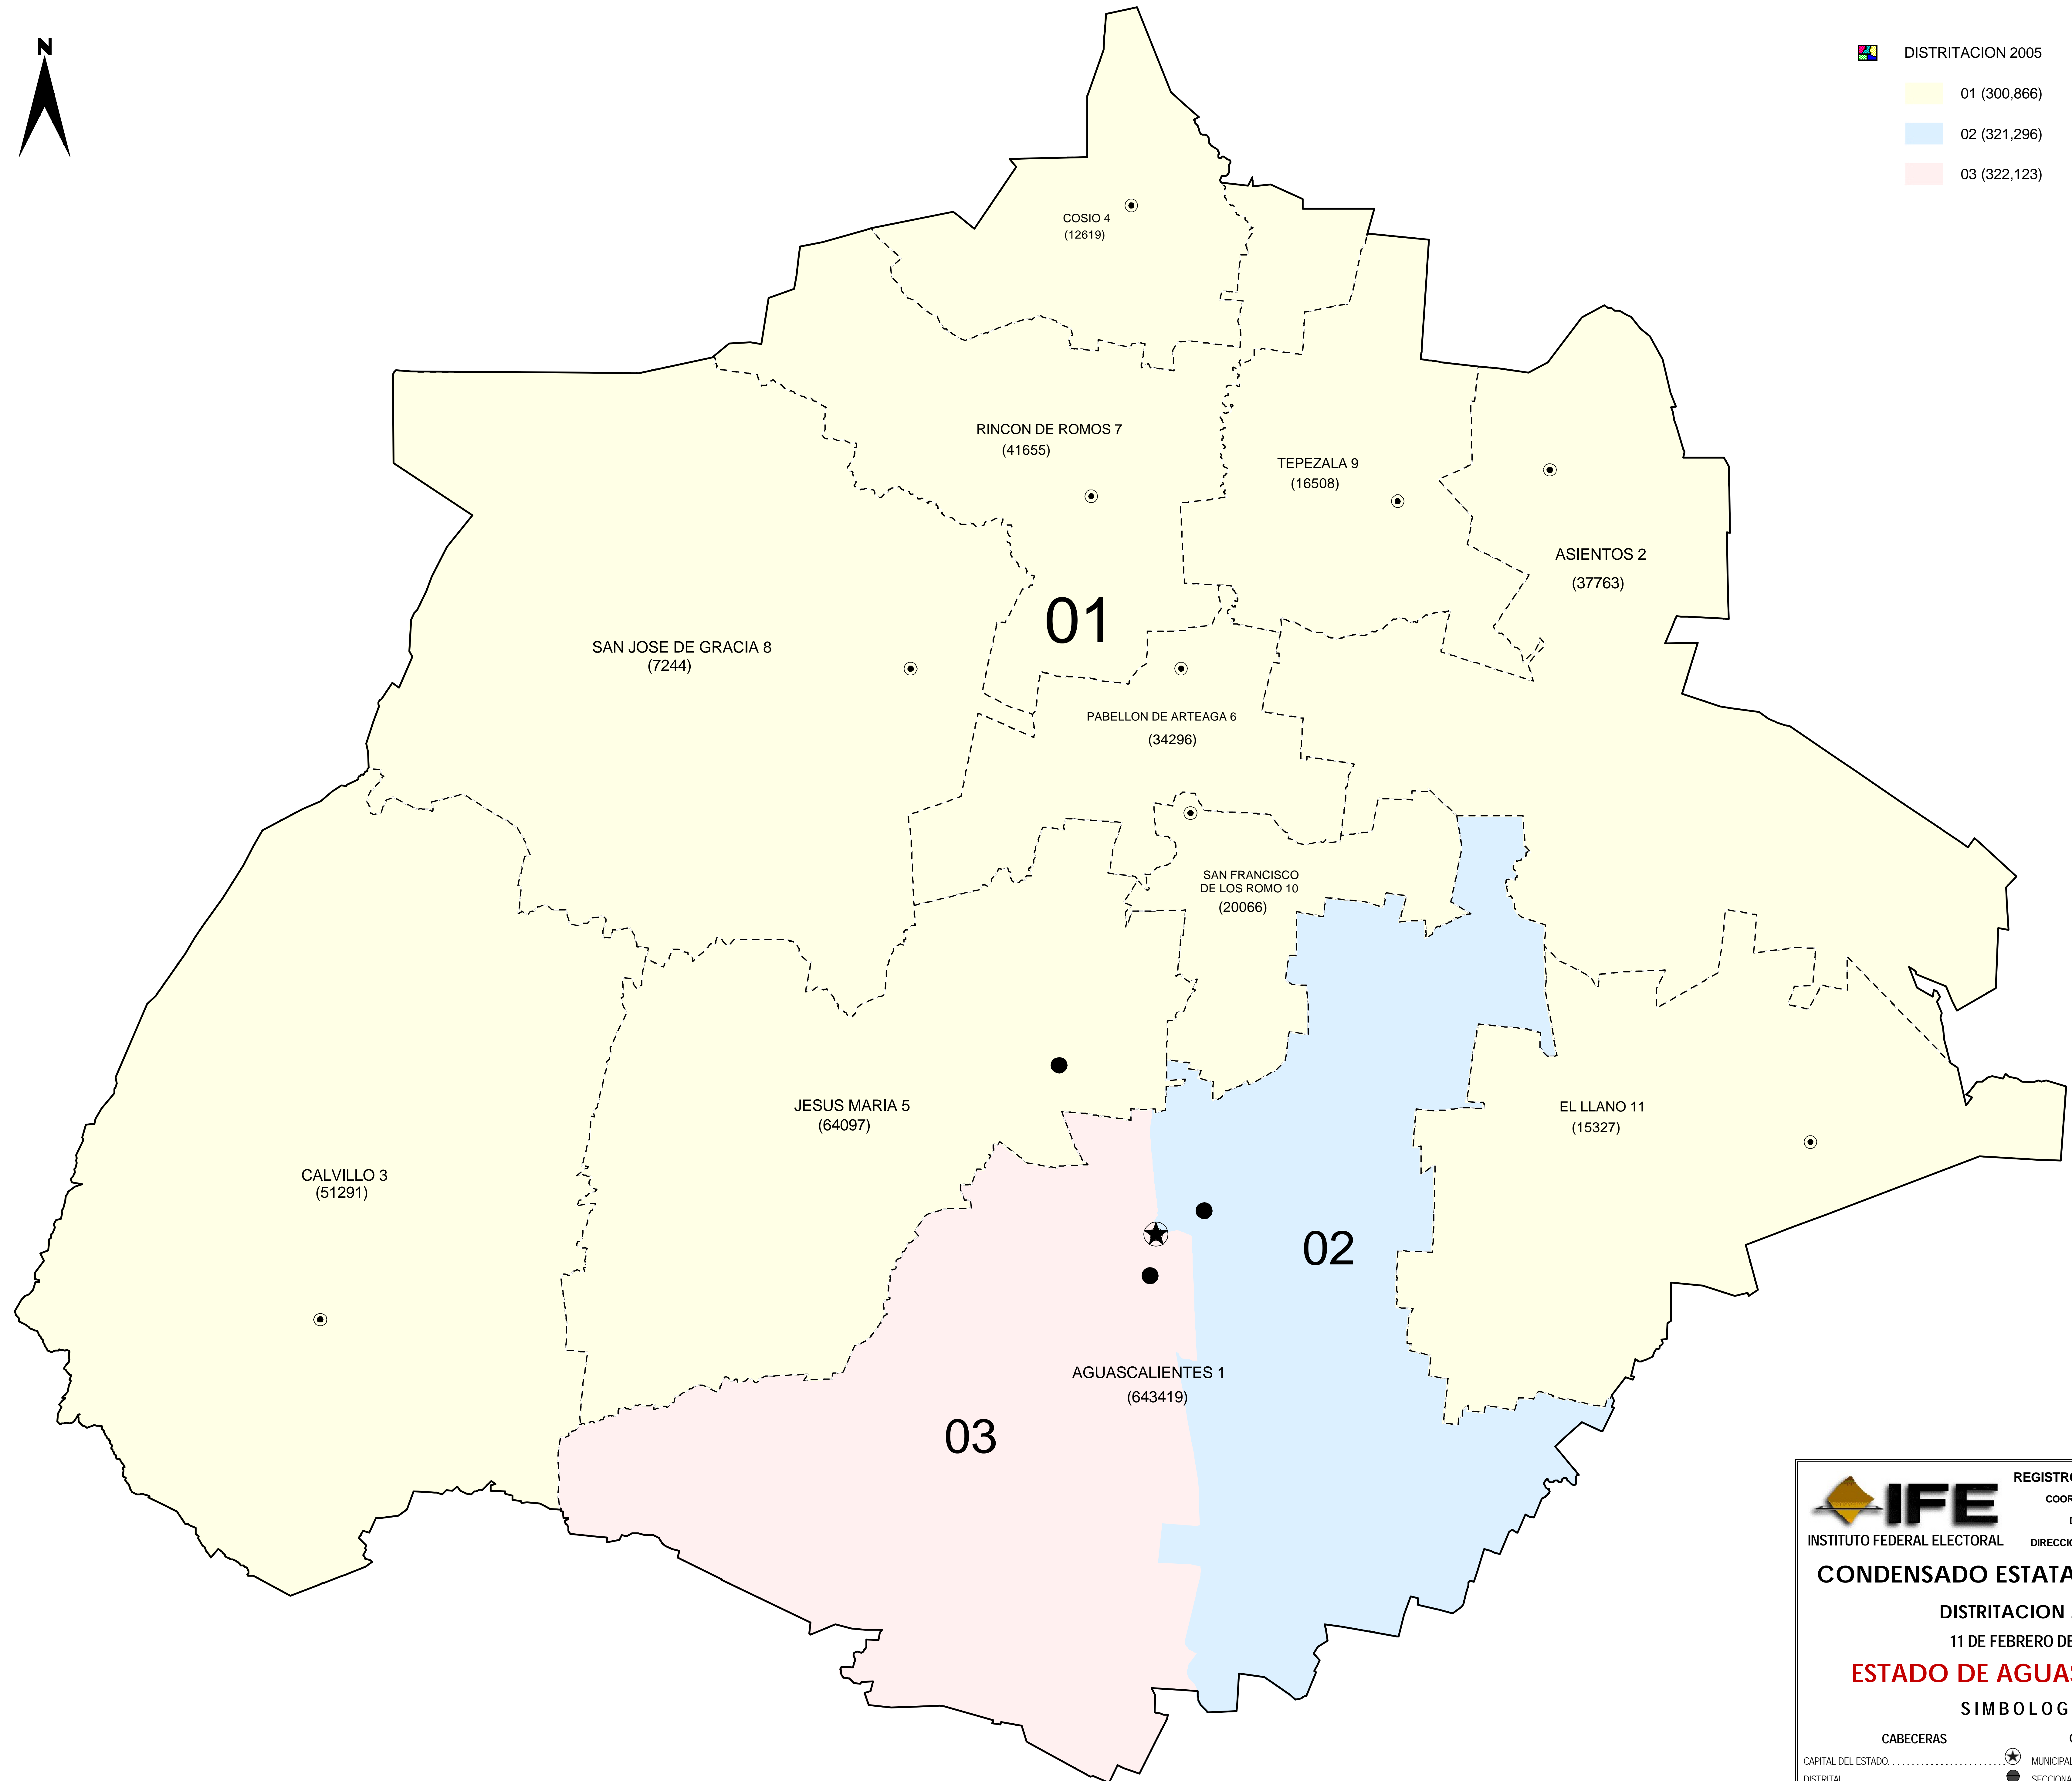 N
DISTRITACION 2005
01 (300,866)
02 (321,296)
03 (322,123)
COSIO 4
(12619)
RINCON DE ROMOS 7
(41655)
TEPEZALA 9
(16508)
ASIENTOS 2
(37763)
01
SAN JOSE DE GRACIA 8
(7244)
PABELLON DE ARTEAGA 6
(34296)
SAN FRANCISCO
DE LOS ROMO 10
(20066)
JESUS MARIA 5
(64097)
EL LLANO 11
(15327)
CALVILLO 3
(51291)
02
AGUASCALIENTES 1
(643419)
03
IFE
INSTITUTO FEDERAL ELECTORAL
REGISTR
COOR
D
DIRECCI
CONDENSADO ESTATA
DISTRITACION
11 DE FEBRERO DE
ESTADO DE AGUAS
SIMBOLOG
CABECERAS
CAPITAL DEL ESTADO
MUNICIPAL
DISTRITAL
SECCIONA